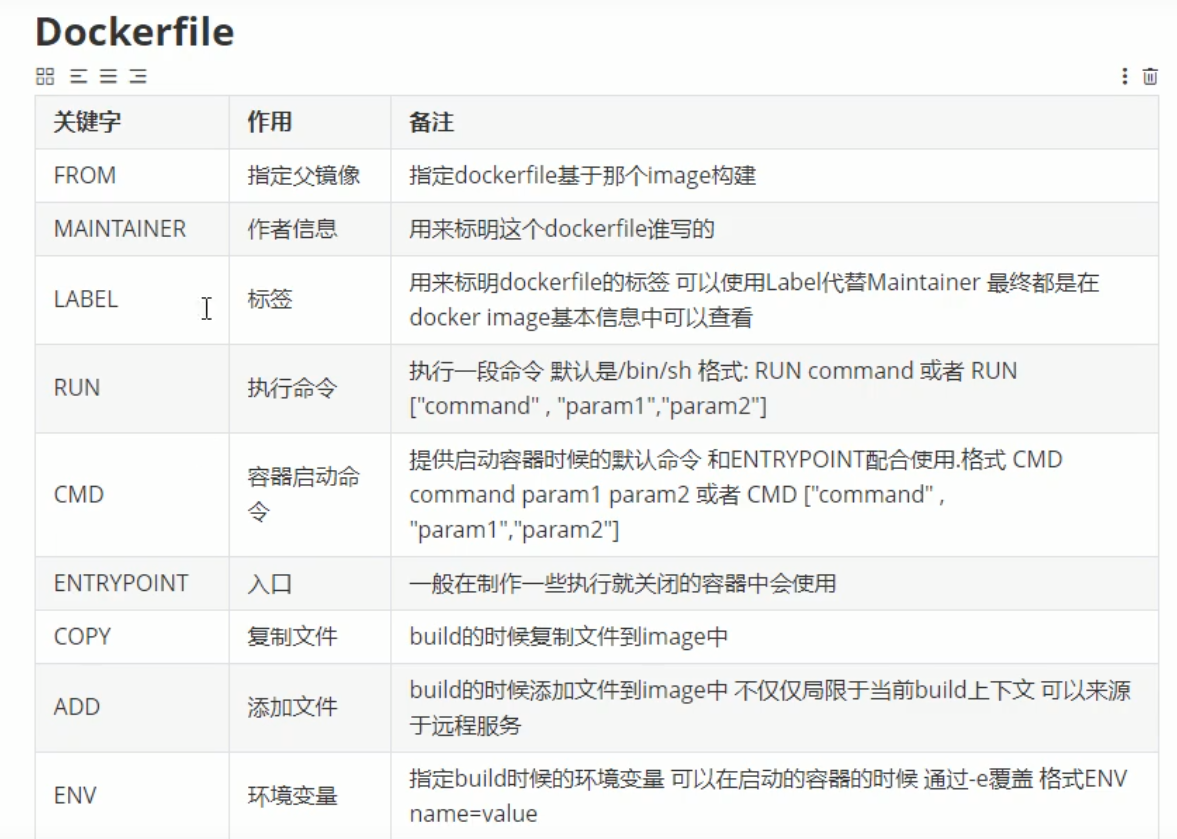 Dockerfile
关键字 作用 备注
FROM 指定父镜像 指定dockerfile基于那个image构建
MAINTAINER 作者信息 用来标明这个dockerfile谁写的
LABEL 标签 用来标明dockerfile的标签 可以使用Label代替Maintainer 最终都是在
docker image基本信息中可以查看
RUN 执行命令 执行一段命令 默认是/bin/sh 格式: RUN command 或者 RUN
["command" , "param1","param2"]
CMD 容器启动命
令
提供启动容器时候的默认命令 和ENTRYPOINT配合使用.格式 CMD
command param1 param2 或者 CMD ["command" ,
"param1","param2"]
ENTRYPOINT 入口 一般在制作一些执行就关闭的容器中会使用
COPY 复制文件 build的时候复制文件到image中
ADD 添加文件 build的时候添加文件到image中 不仅仅局限于当前build上下文 可以来源
于远程服务
ENV 环境变量 指定build时候的环境变量 可以在启动的容器的时候 通过-e覆盖 格式ENV
name=value